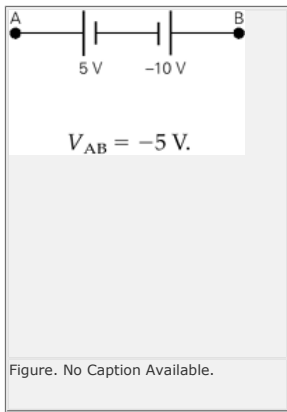 A B
5 V −10 V
V_AB = −5 V.
Figure. No Caption Available.